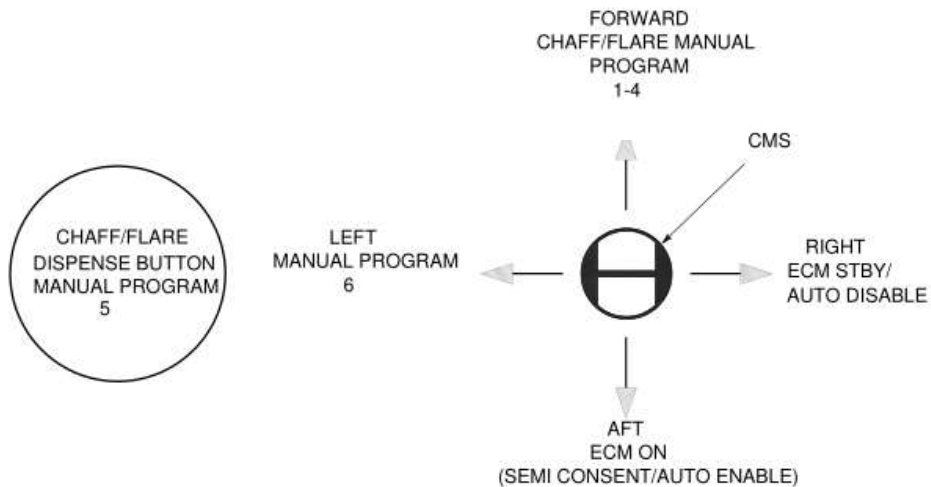 FORWARD
CHAFF/FLARE MANUAL
PROGRAM
1-4
CMS
CHAFF/FLARE
DISPENSE BUTTON
MANUAL PROGRAM
5
LEFT
MANUAL PROGRAM
6
RIGHT
ECM STBY/
AUTO DISABLE
AFT
ECM ON
(SEMI CONSENT/AUTO ENABLE)